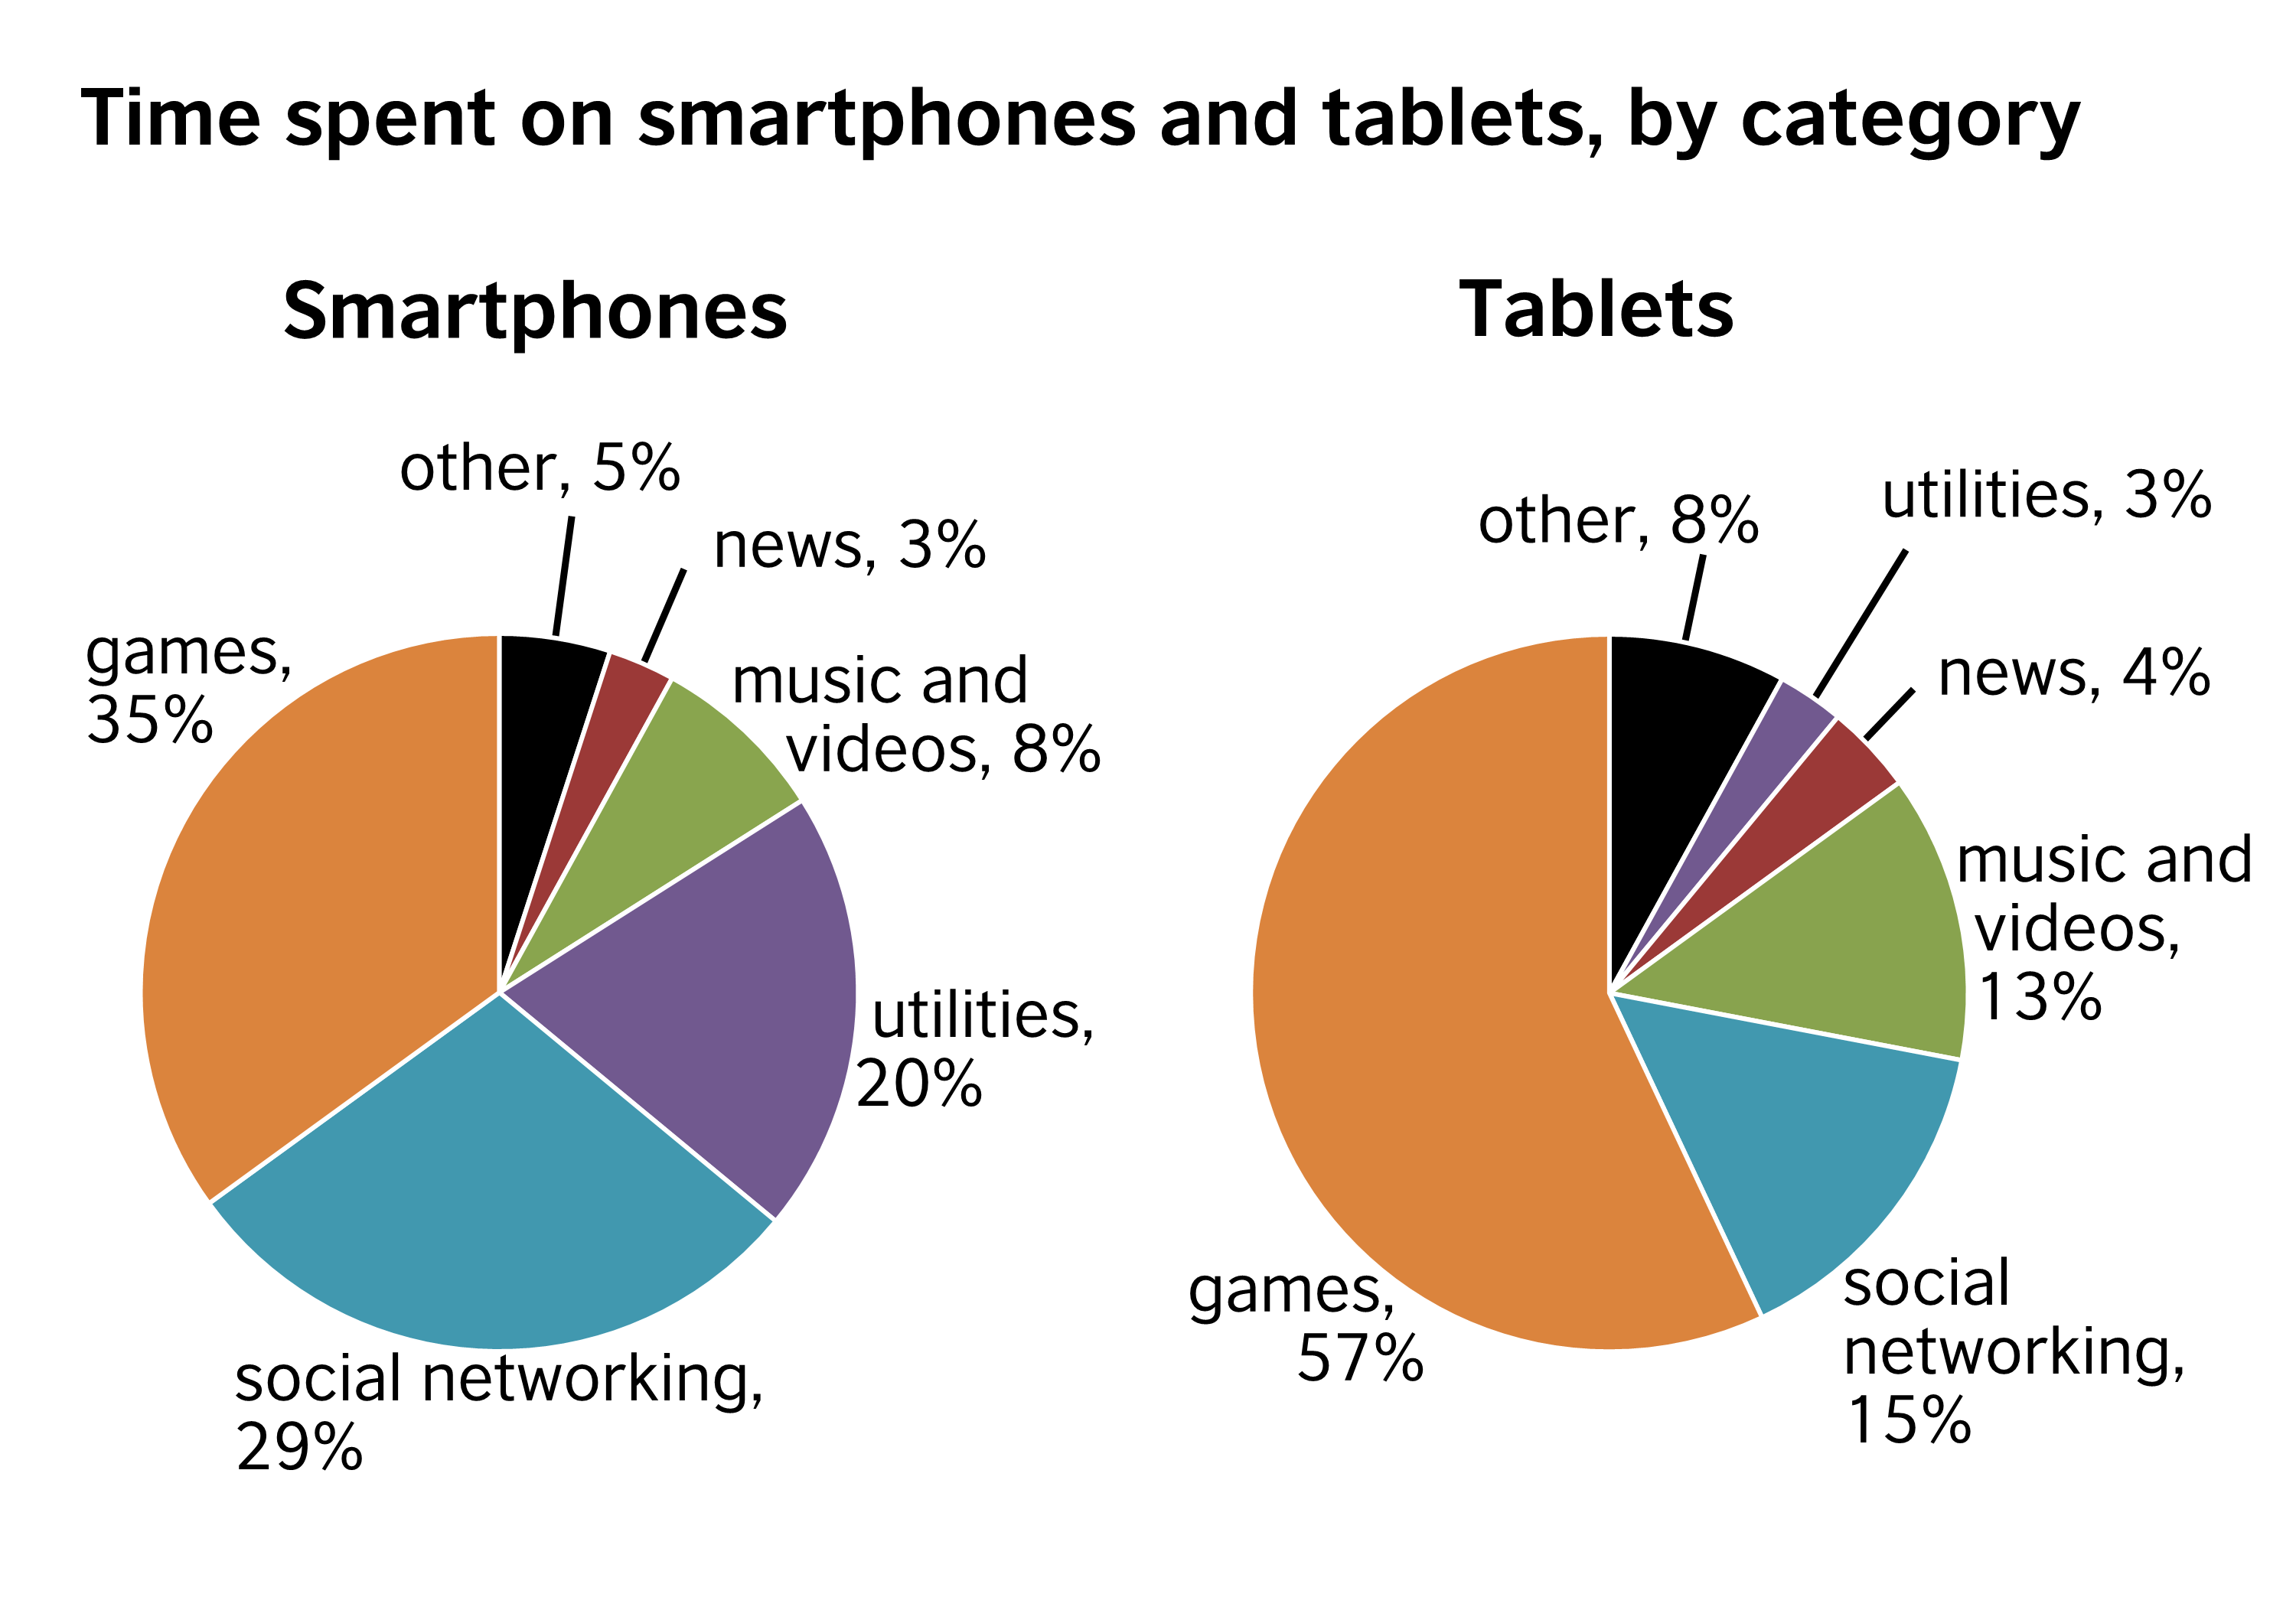 Time spent on smartphones and tablets, by category
Smartphones
other, 5%
news, 3%
games,
35%
music and
videos, 8%
utilities,
20%
social networking,
29%
Tablets
other, 8%
utilities, 3%
news, 4%
music and
videos,
13%
social
networking,
15%
games,
57%